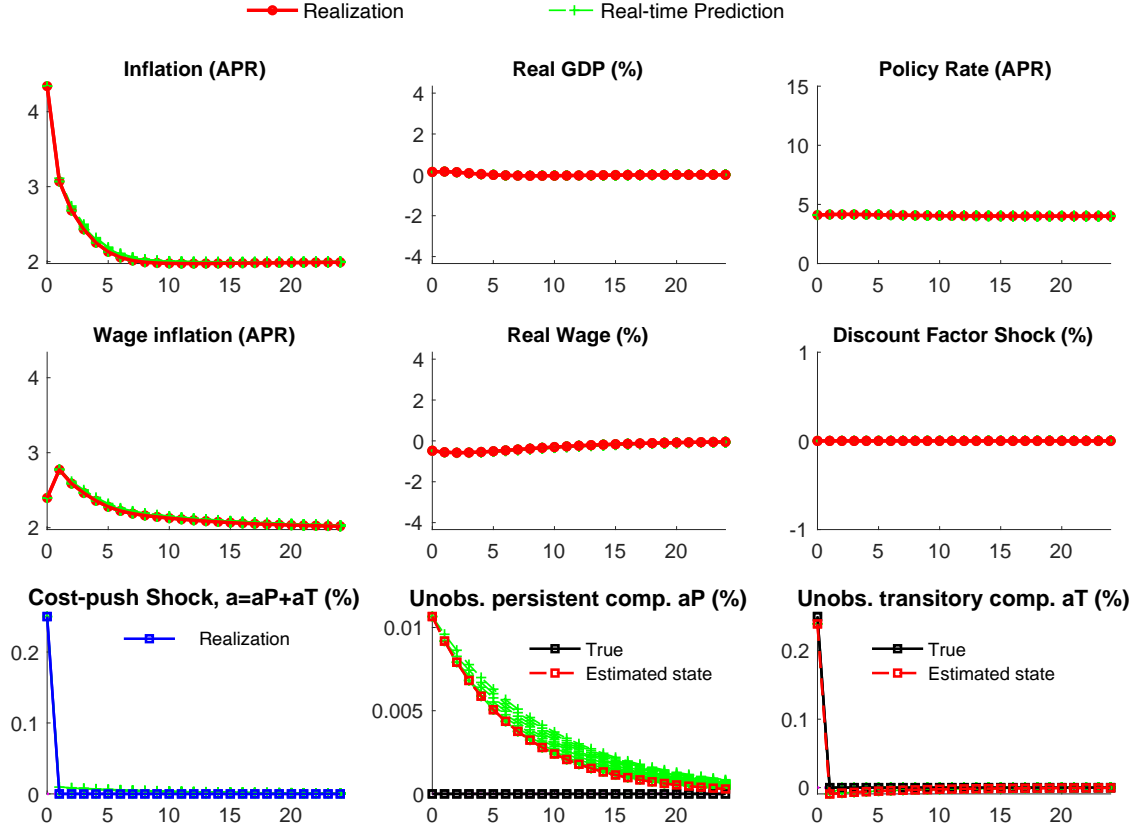 Realization
Real-time Prediction
Inflation (APR)
Real GDP (%)
Policy Rate (APR)
4
3
2
0 5 10 15 20
4
2
0
-2
-4
0 5 10 15 20
15
10
5
0
0 5 10 15 20
Wage inflation (APR)
Real Wage (%)
Discount Factor Shock (%)
4
3
2
0 5 10 15 20
4
2
0
-2
-4
0 5 10 15 20
1
0
-1
0 5 10 15 20
Cost-push Shock, a=aP+aT (%)
Unobs. persistent comp. aP (%)
Unobs. transitory comp. aT (%)
Realization
0.2
0.1
0
0 5 10 15 20
True
Estimated state
0.01
0.005
0
0 5 10 15 20
True
Estimated state
0.2
0.1
0
0 5 10 15 20